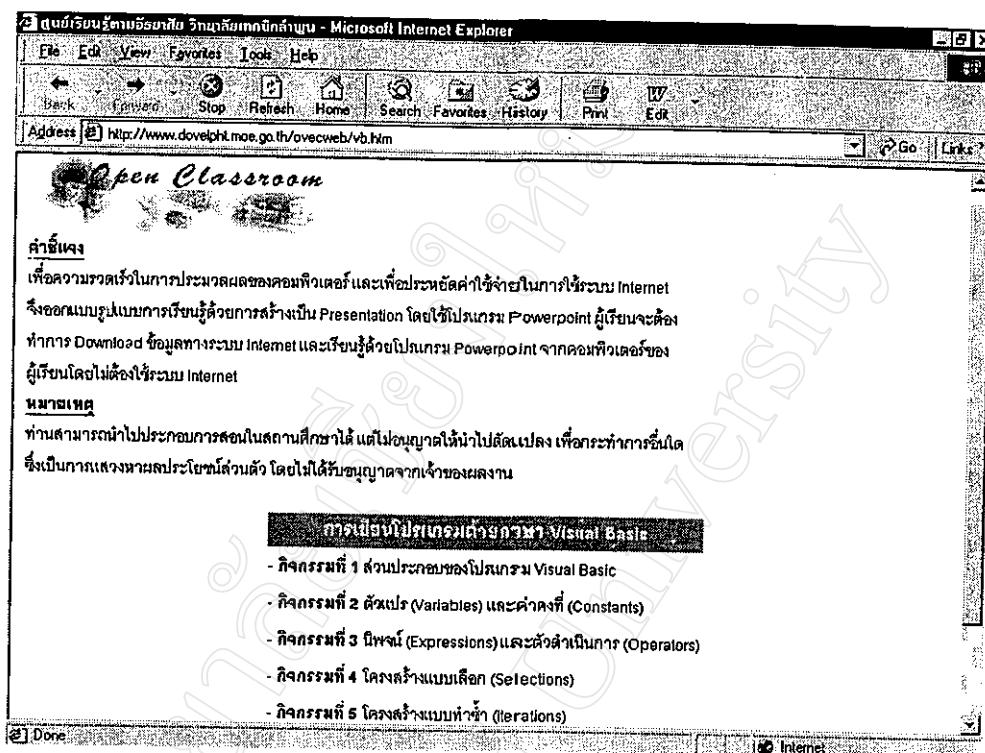 ศูนย์เรียนรู้ตามอัธยาศัย วิทยาลัยเทคนิคลำพูน - Microsoft Internet Explorer
File Edit View Favorites Tools Help
Back Forward Stop Refresh Home Search Favorites History Print Edit
Address http://www.dovelpht.moe.go.th/ovecweb/vb.htm Go Links
Open Classroom
คำชี้แจง
เพื่อความรวดเร็วในการประมวลผลของคอมพิวเตอร์ และเพื่อประหยัดค่าใช้จ่ายในการใช้ระบบ Internet
จึงออกแบบรูปแบบการเรียนรู้ด้วยการสร้างเป็น Presentation โดยใช้โปรแกรม Powerpoint ผู้เรียนจะต้อง
ทำการ Download ข้อมูลทางระบบ Internet และเรียนรู้ด้วยโปรแกรม Powerpoint จากคอมพิวเตอร์ของ
ผู้เรียนโดยไม่ต้องใช้ระบบ Internet
หมายเหตุ
ท่านสามารถนำไปประกอบการสอนในสถานศึกษาได้ แต่ไม่อนุญาตให้นำไปดัดแปลง เพื่อกระทำการอื่นใด
ซึ่งเป็นการแสวงหาผลประโยชน์ส่วนตัว โดยไม่ได้รับอนุญาตจากเจ้าของผลงาน
การเขียนโปรแกรมด้วยภาษา Visual Basic
- กิจกรรมที่ 1 ส่วนประกอบของโปรแกรม Visual Basic
- กิจกรรมที่ 2 ตัวแปร (Variables) และค่าคงที่ (Constants)
- กิจกรรมที่ 3 นิพจน์ (Expressions) และตัวดำเนินการ (Operators)
- กิจกรรมที่ 4 โครงสร้างแบบเลือก (Selections)
- กิจกรรมที่ 5 โครงสร้างแบบทำซ้ำ (Iterations)
Done Internet